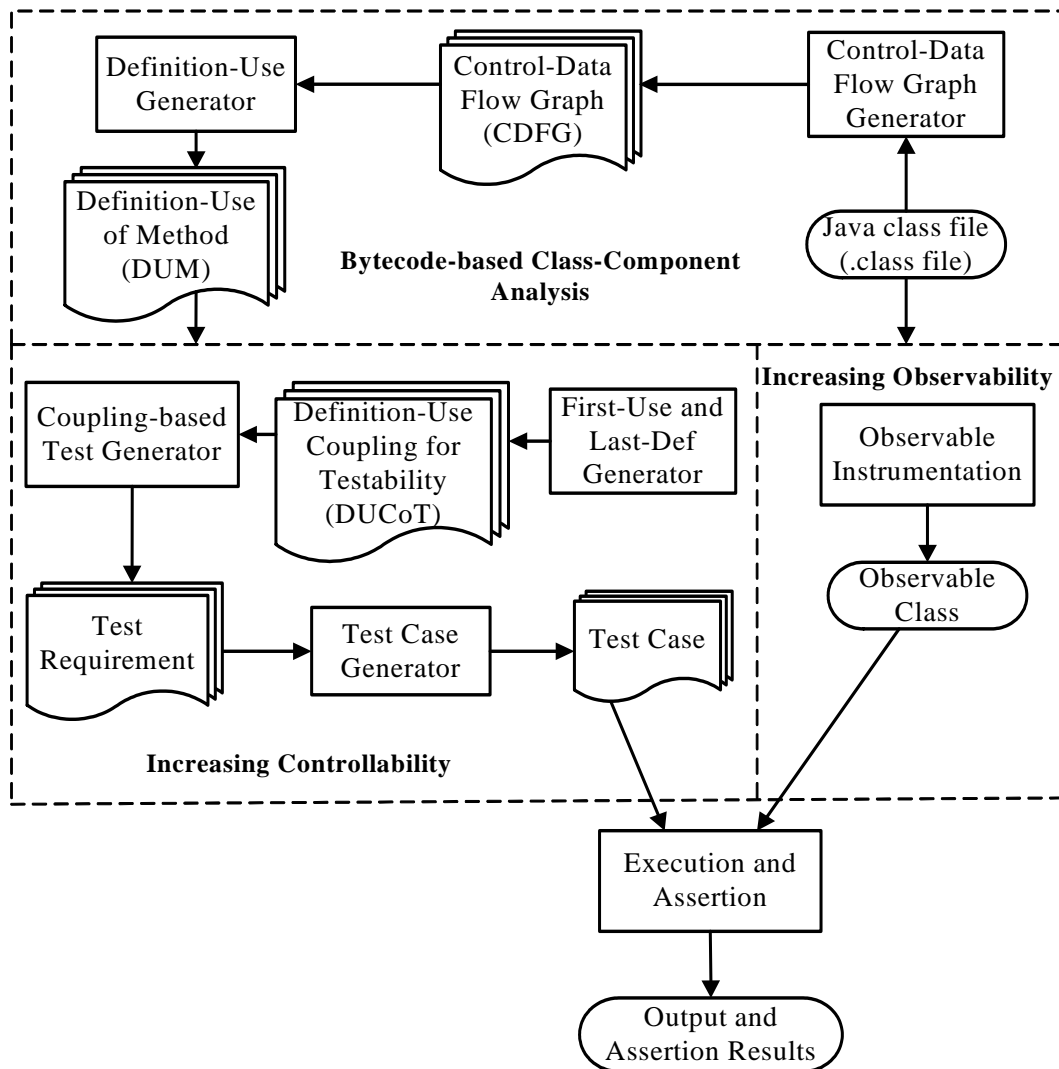 Definition-Use
Generator
Control-Data
Flow Graph
(CDFG)
Control-Data
Flow Graph
Generator
Definition-Use
of Method
(DUM)
Java class file
(.class file)
Bytecode-based Class-Component
Analysis
Increasing Observability
Coupling-based
Test Generator
Definition-Use
Coupling for
Testability
(DUCoT)
First-Use and
Last-Def
Generator
Observable
Instrumentation
Observable
Class
Test
Requirement
Test Case
Generator
Test Case
Increasing Controllability
Execution and
Assertion
Output and
Assertion Results